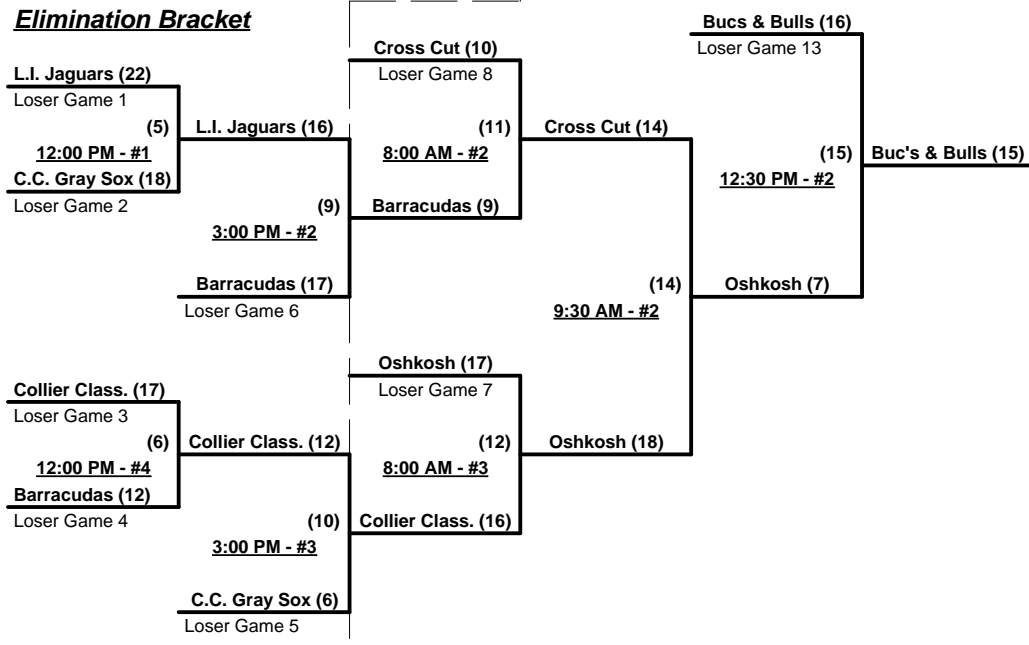 Elimination Bracket
Bucs & Bulls (16)
Cross Cut (10)
Loser Game 13
L.I. Jaguars (22)
Loser Game 8
Loser Game 1
(5)
L.I. Jaguars (16)
(11)
Cross Cut (14)
12:00 PM - #1
8:00 AM - #2
(15)
Buc's & Bulls (15)
C.C. Gray Sox (18)
12:30 PM - #2
Loser Game 2
(9)
Barracudas (9)
3:00 PM - #2
Barracudas (17)
(14)
Oshkosh (7)
Loser Game 6
9:30 AM - #2
Oshkosh (17)
Collier Class. (17)
Loser Game 7
Loser Game 3
(6)
Collier Class. (12)
(12)
Oshkosh (18)
12:00 PM - #4
8:00 AM - #3
Barracudas (12)
Loser Game 4
(10)
Collier Class. (16)
3:00 PM - #3
C.C. Gray Sox (6)
Loser Game 5